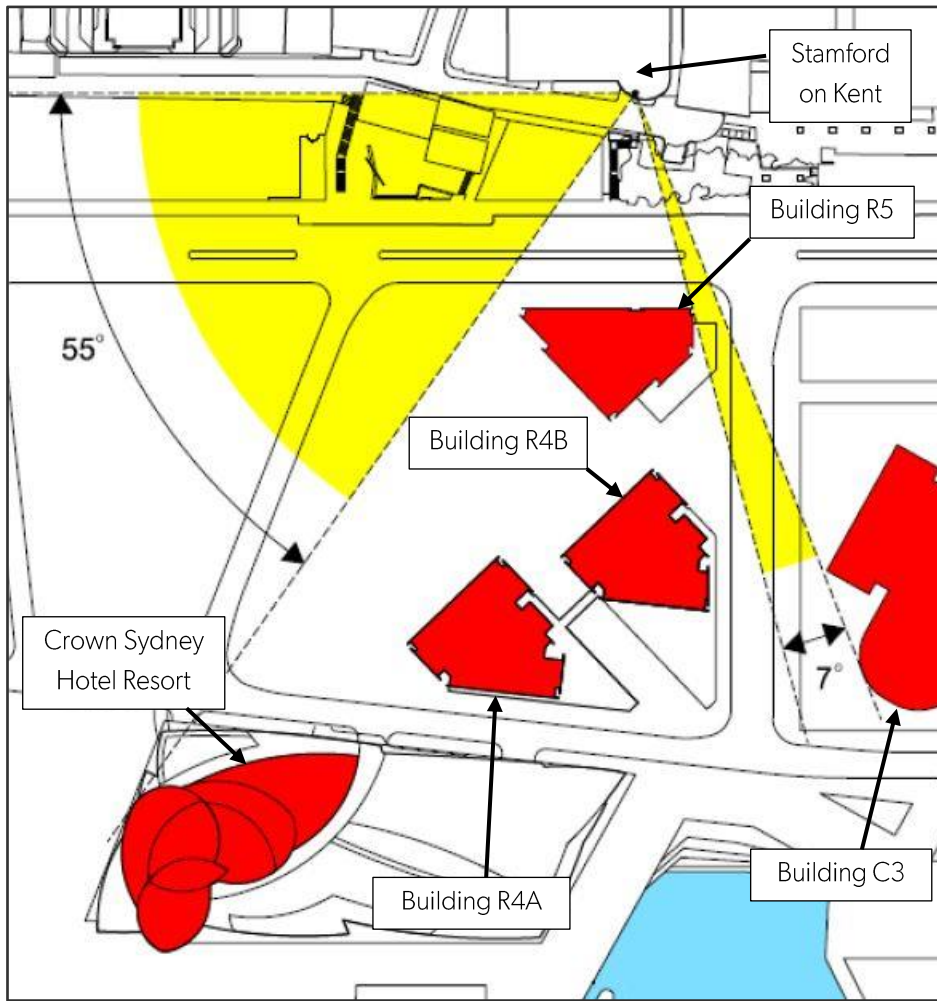 Stamford
on Kent
Building R5
55°
Building R4B
Crown Sydney
Hotel Resort
7°
Building R4A
Building C3